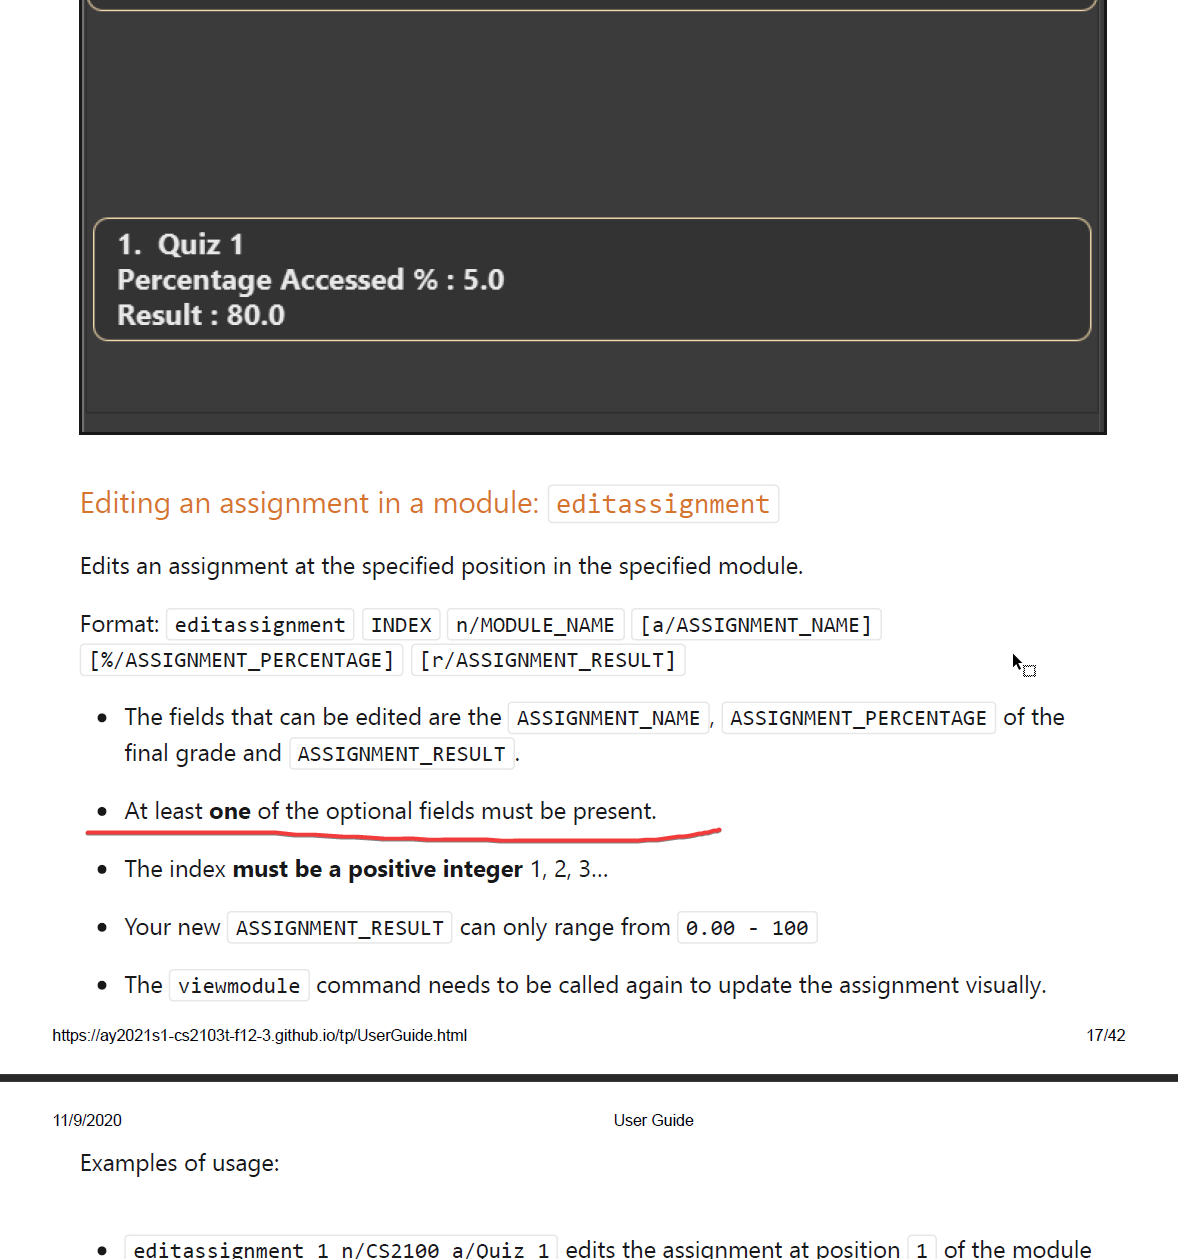 1. Quiz 1
Percentage Accessed % : 5.0
Result : 80.0
Editing an assignment in a module: editassignment
Edits an assignment at the specified position in the specified module.
Format: editassignment INDEX n/MODULE_NAME [a/ASSIGNMENT_NAME]
[%/ASSIGNMENT_PERCENTAGE] [r/ASSIGNMENT_RESULT]
• The fields that can be edited are the ASSIGNMENT_NAME, ASSIGNMENT_PERCENTAGE of the
final grade and ASSIGNMENT_RESULT.
• At least one of the optional fields must be present.
• The index must be a positive integer 1, 2, 3...
• Your new ASSIGNMENT_RESULT can only range from 0.00 - 100
• The viewmodule command needs to be called again to update the assignment visually.
https://ay2021s1-cs2103t-f12-3.github.io/tp/UserGuide.html 17/42
11/9/2020 User Guide
Examples of usage:
• editassignment 1 n/CS2100 a/Quiz 1 edits the assignment at position 1 of the module